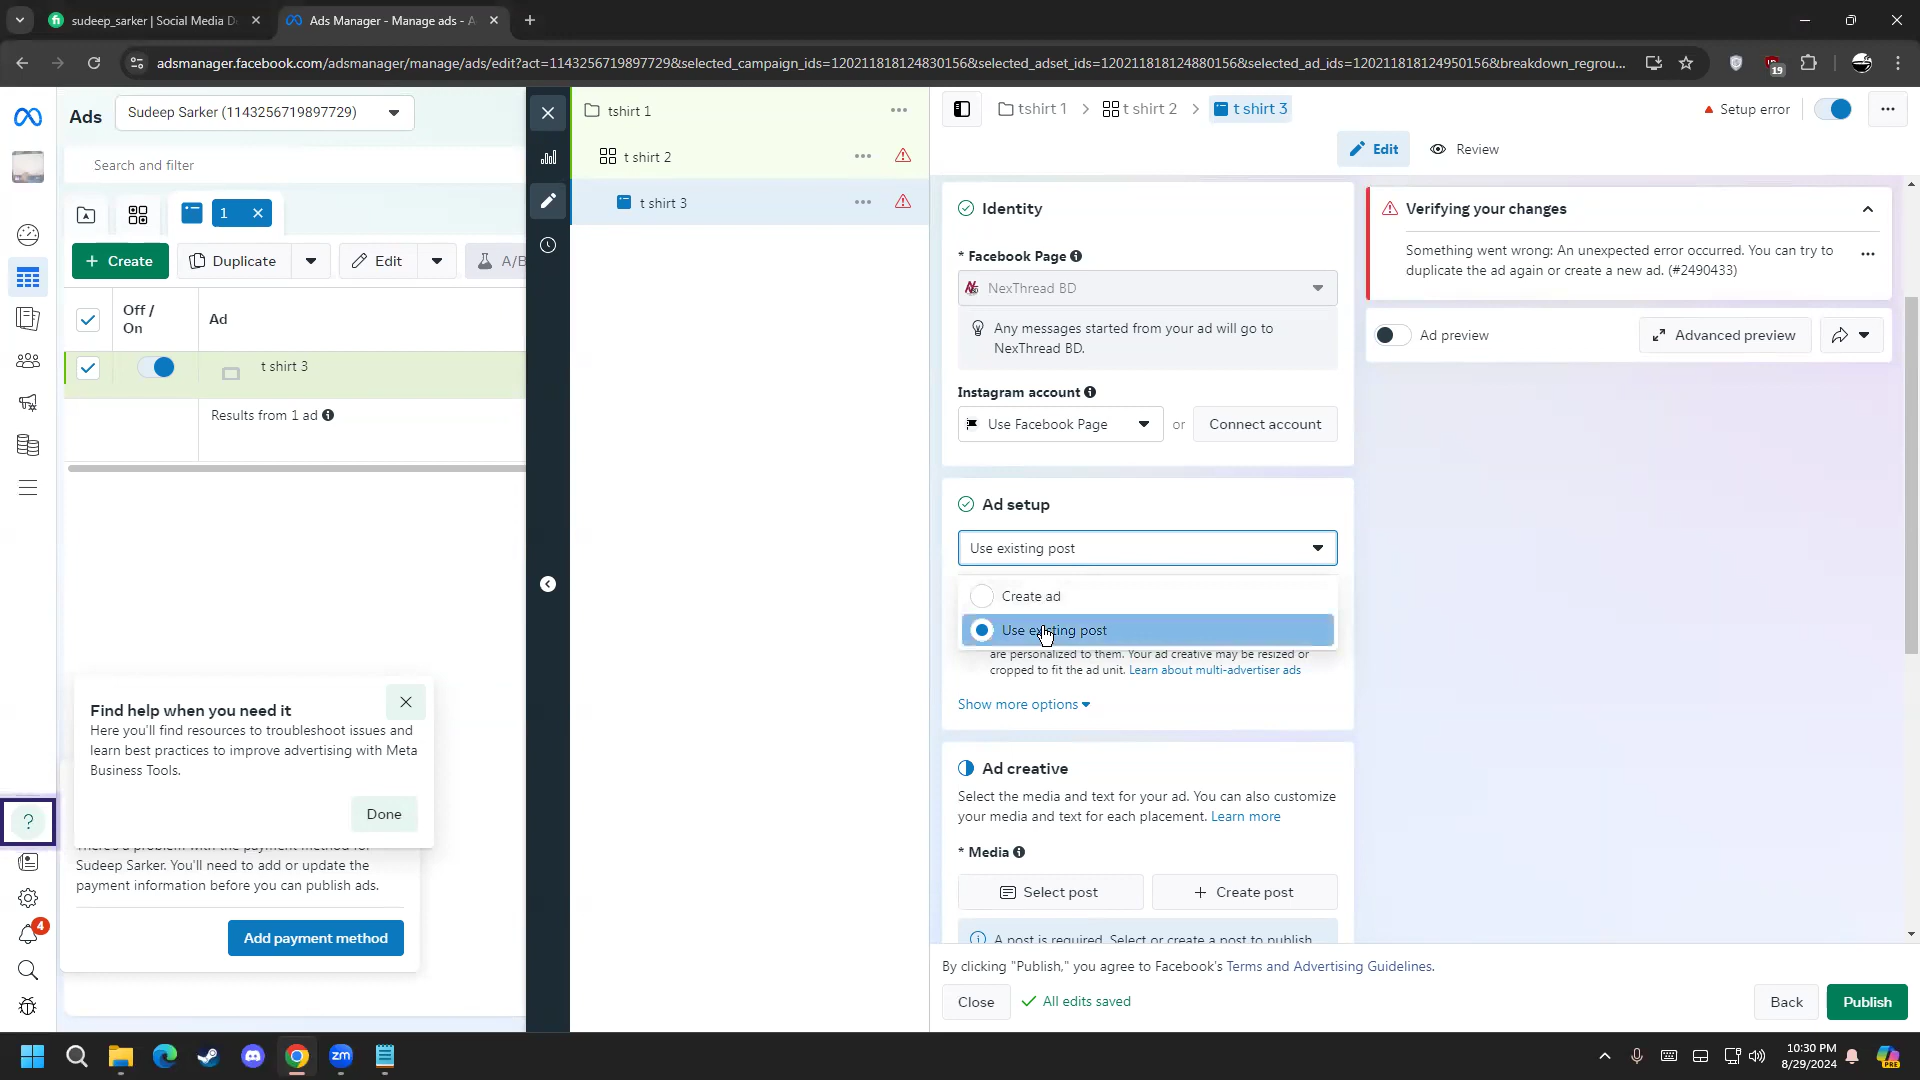 sudeep_sarker | Social Media D
Ads Manager - Manage ads - A
adsmanager.facebook.com/adsmanager/manage/ads/edit?act=1143256719897729&selected_campaign_ids=120211818124830156&selected_adset_ids=120211818124880156&selected_ad_ids=120211818124950156&breakdown_regrou...
19
Ads
Sudeep Sarker (1143256719897729)
Search and filter
1
Create
Duplicate
Edit
A/B
Off / On
Ad
t shirt 3
Results from 1 ad
Find help when you need it
Here you'll find resources to troubleshoot issues and
learn best practices to improve advertising with Meta
Business Tools.
Done
Sudeep Sarker. You'll need to add or update the
payment information before you can publish ads.
Add payment method
4
tshirt 1
t shirt 2
t shirt 3
tshirt 1
t shirt 2
t shirt 3
Setup error
Edit
Review
Identity
* Facebook Page
NexThread BD
Any messages started from your ad will go to
NexThread BD.
Instagram account
Use Facebook Page
or
Connect account
Ad setup
Use existing post
Create ad
Use existing post
are personalized to them. Your ad creative may be resized or
cropped to fit the ad unit. Learn about multi-advertiser ads
Show more options
Ad creative
Select the media and text for your ad. You can also customize
your media and text for each placement. Learn more
* Media
Select post
Create post
A post is required. Select or create a post to publish
Verifying your changes
Something went wrong: An unexpected error occurred. You can try to
duplicate the ad again or create a new ad. (#2490433)
Ad preview
Advanced preview
By clicking "Publish," you agree to Facebook's Terms and Advertising Guidelines.
Close
All edits saved
Back
Publish
zm
10:30 PM
8/29/2024
PRE